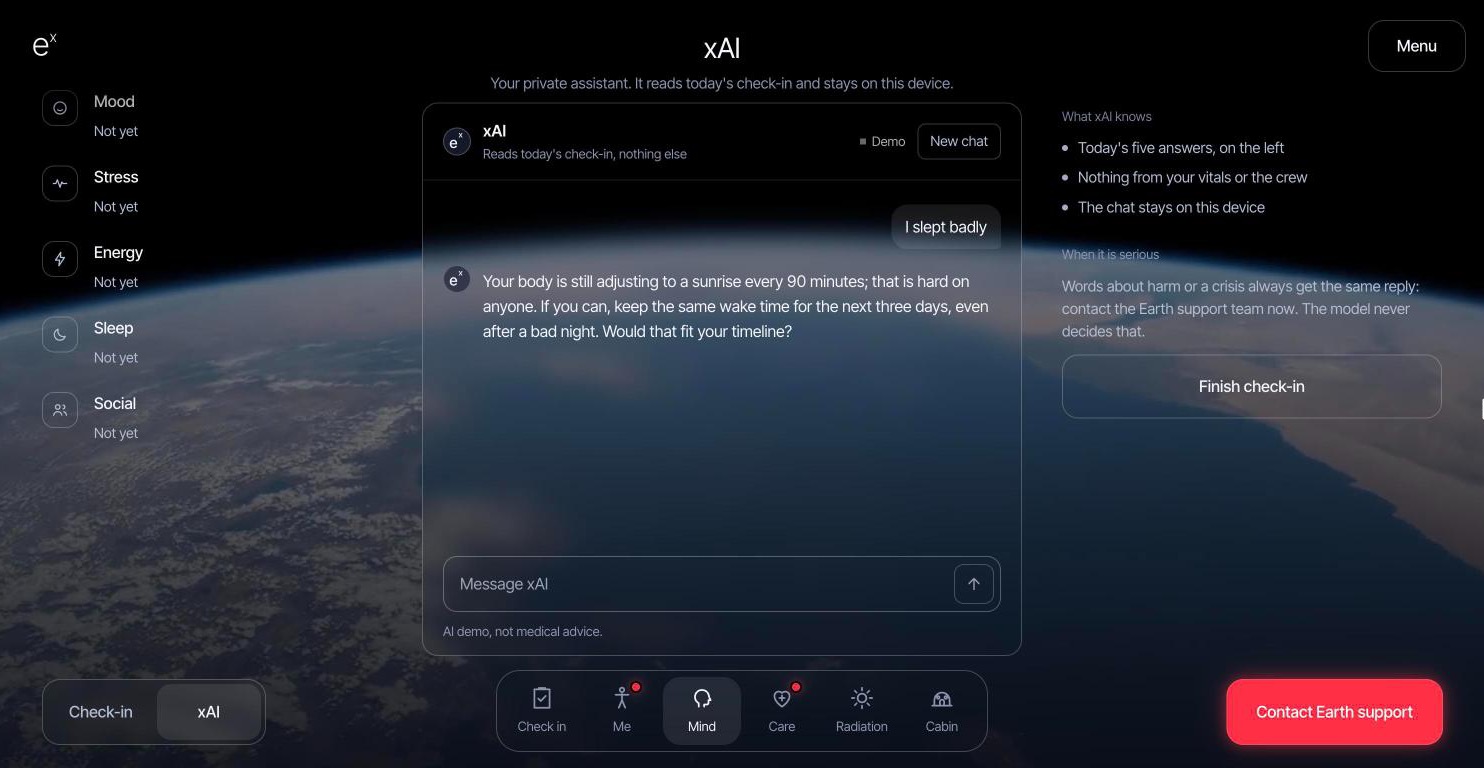 ex
xAI
Menu
Your private assistant. It reads today's check-in and stays on this device.
Mood
Not yet
Stress
Not yet
Energy
Not yet
Sleep
Not yet
Social
Not yet
ex
xAI
Reads today's check-in, nothing else
Demo
New chat
I slept badly
ex
Your body is still adjusting to a sunrise every 90 minutes; that is hard on
anyone. If you can, keep the same wake time for the next three days, even
after a bad night. Would that fit your timeline?
Message xAI
AI demo, not medical advice.
What xAI knows
Today's five answers, on the left
Nothing from your vitals or the crew
The chat stays on this device
When it is serious
Words about harm or a crisis always get the same reply:
contact the Earth support team now. The model never
decides that.
Finish check-in
Check-in
xAI
Check in
Me
Mind
Care
Radiation
Cabin
Contact Earth support